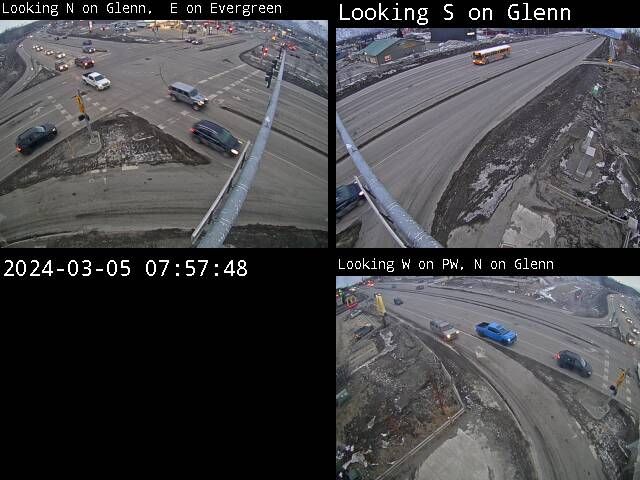 Looking N on Glenn,  E on Evergreen
Looking S on Glenn
2024-03-05 07:57:48
Looking W on PW, N on Glenn